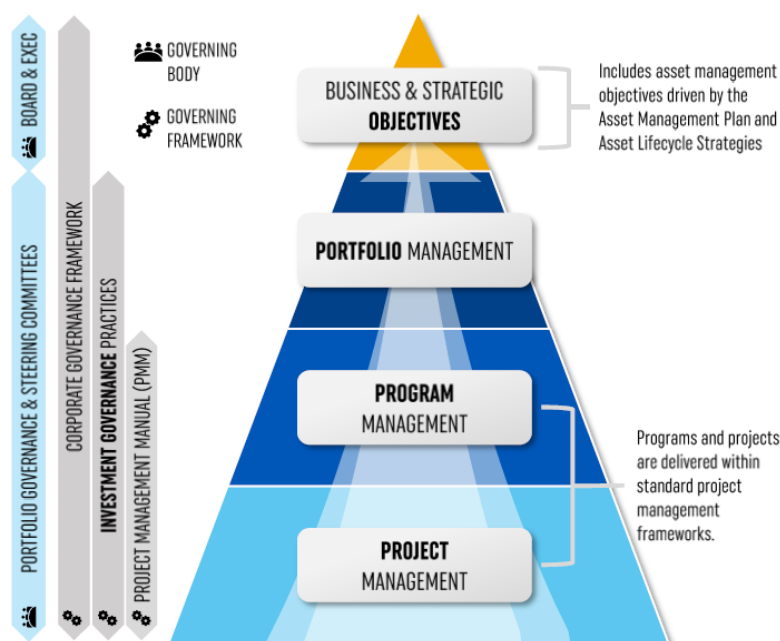 BOARD & EXEC
PORTFOLIO GOVERNANCE & STEERING COMMITTEES
CORPORATE GOVERNANCE FRAMEWORK
INVESTMENT GOVERNANCE PRACTICES
PROJECT MANAGEMENT MANUAL (PMM)
GOVERNING
BODY
GOVERNING
FRAMEWORK
BUSINESS & STRATEGIC
OBJECTIVES
Includes asset management
objectives driven by the
Asset Management Plan and
Asset Lifecycle Strategies
PORTFOLIO MANAGEMENT
PROGRAM
MANAGEMENT
Programs and projects
are delivered within
standard project
management
frameworks.
PROJECT
MANAGEMENT